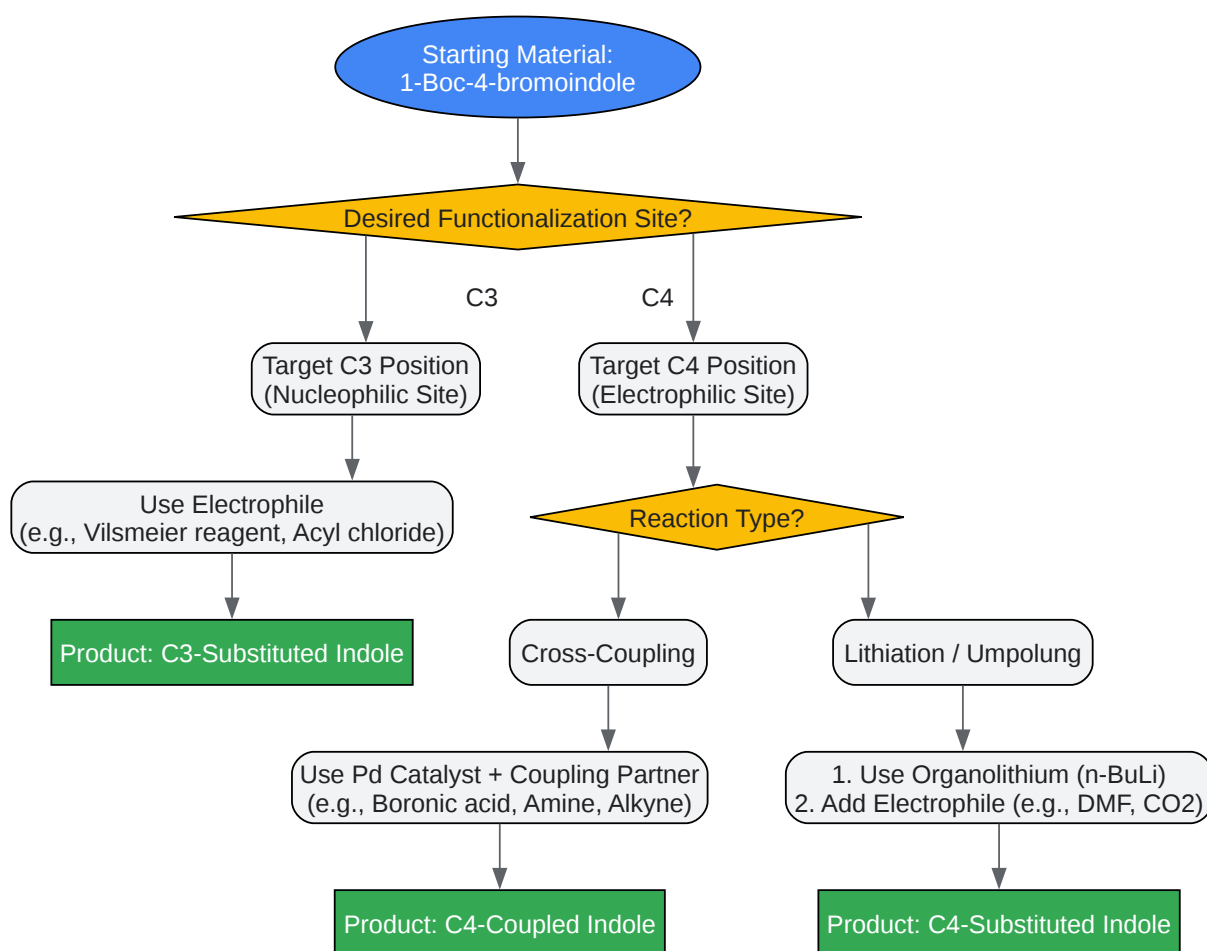 Starting Material:
1-Boc-4-bromoindole
Desired Functionalization Site?
C3
C4
Target C3 Position
(Nucleophilic Site)
Target C4 Position
(Electrophilic Site)
Use Electrophile
(e.g., Vilsmeier reagent, Acyl chloride)
Reaction Type?
Product: C3-Substituted Indole
Cross-Coupling
Lithiation / Umpolung
Use Pd Catalyst + Coupling Partner
(e.g., Boronic acid, Amine, Alkyne)
1. Use Organolithium (n-BuLi)
2. Add Electrophile (e.g., DMF, CO2)
Product: C4-Coupled Indole
Product: C4-Substituted Indole